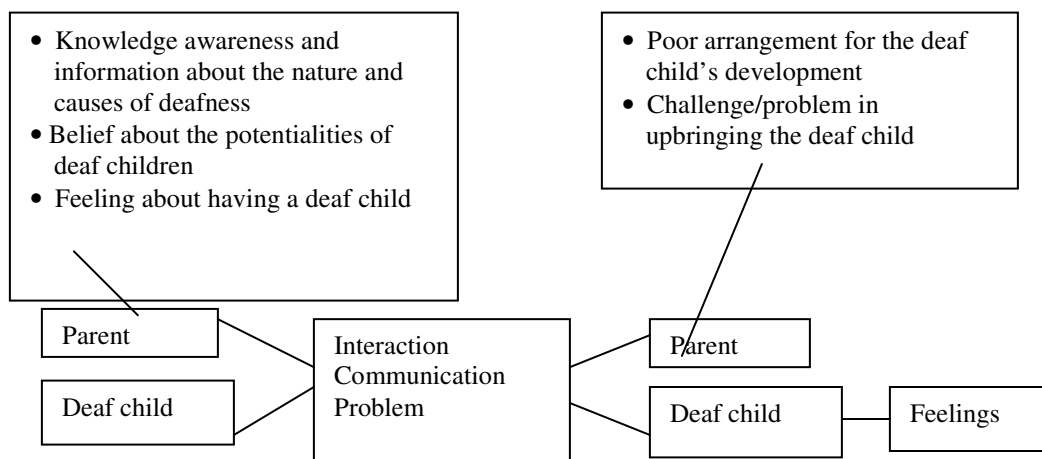 • Knowledge awareness and
information about the nature and
causes of deafness
• Belief about the potentialities of
deaf children
• Feeling about having a deaf child
• Poor arrangement for the deaf
child’s development
• Challenge/problem in
upbringing the deaf child
Parent
Deaf child
Interaction
Communication
Problem
Parent
Deaf child
Feelings